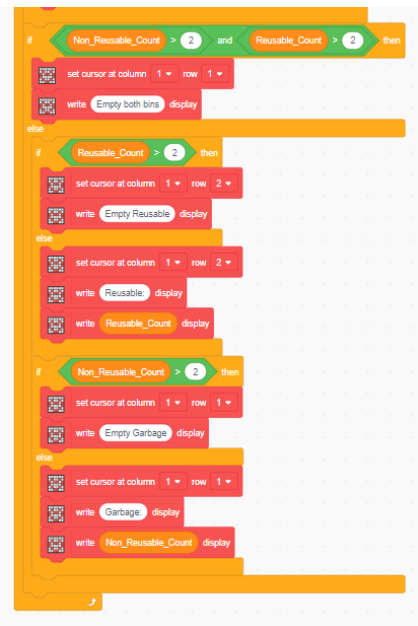 if Non_Reusable_Count > 2 and Reusable_Count > 2 then
set cursor at column 1 row 1
write Empty both bins display
else
if Reusable_Count > 2 then
set cursor at column 1 row 2
write Empty Reusable display
else
set cursor at column 1 row 2
write Reusable: display
write Reusable_Count display
if Non_Reusable_Count > 2 then
set cursor at column 1 row 1
write Empty Garbage display
else
set cursor at column 1 row 1
write Garbage: display
write Non_Reusable_Count display